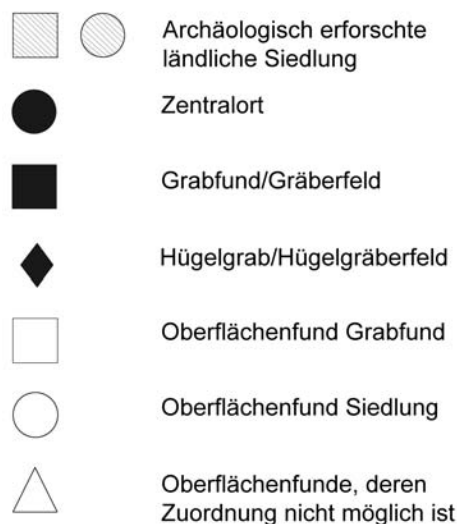 Archäologisch erforschte
ländliche Siedlung
Zentralort
Grabfund/Gräberfeld
Hügelgrab/Hügelgräberfeld
Oberflächenfund Grabfund
Oberflächenfund Siedlung
Oberflächenfunde, deren
Zuordnung nicht möglich ist